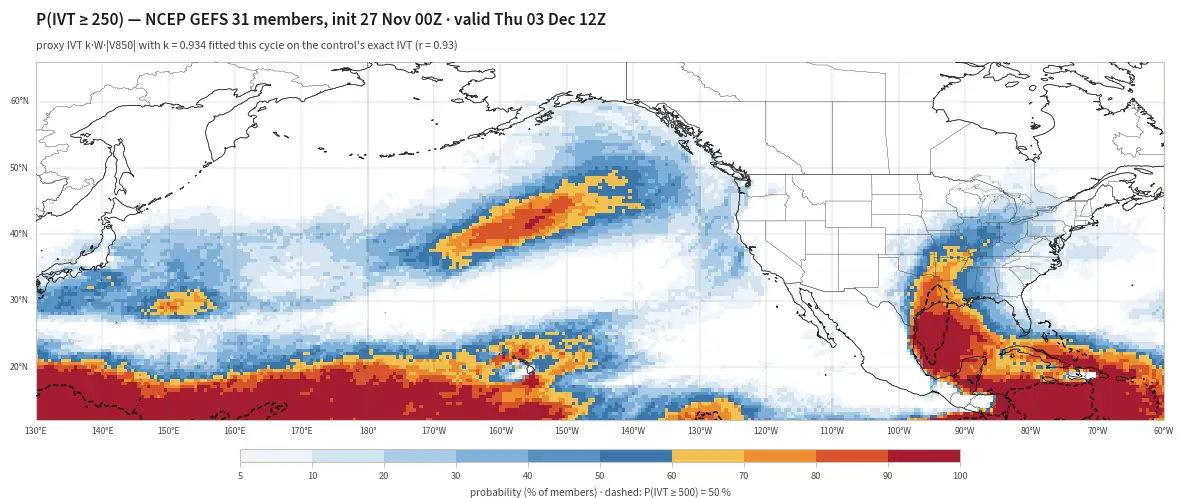 P(IVT ≥ 250) — NCEP GEFS 31 members, init 27 Nov 00Z · valid Thu 03 Dec 12Z
proxy IVT k·W·|V850| with k = 0.934 fitted this cycle on the control's exact IVT (r = 0.93)
60°N
50°N
40°N
30°N
20°N
130°E 140°E 150°E 160°E 170°E 180° 170°W 160°W 150°W 140°W 130°W 120°W 110°W 100°W 90°W 80°W 70°W 60°W
5 10 20 30 40 50 60 70 80 90 100
probability (% of members) · dashed: P(IVT ≥ 500) = 50 %